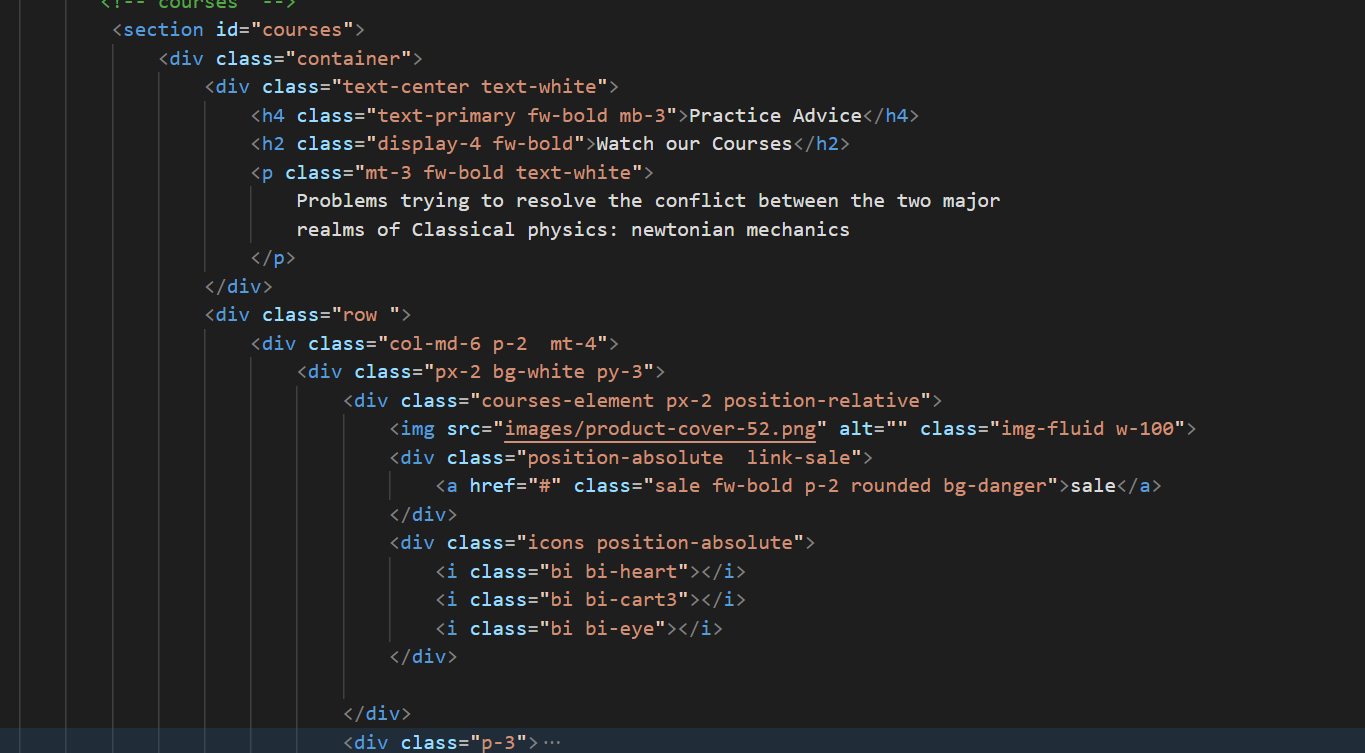 <!-- courses  -->
<section id="courses">
<div class="container">
<div class="text-center text-white">
<h4 class="text-primary fw-bold mb-3">Practice Advice</h4>
<h2 class="display-4 fw-bold">Watch our Courses</h2>
<p class="mt-3 fw-bold text-white">
Problems trying to resolve the conflict between the two major
realms of Classical physics: newtonian mechanics
</p>
</div>
<div class="row ">
<div class="col-md-6 p-2  mt-4">
<div class="px-2 bg-white py-3">
<div class="courses-element px-2 position-relative">
<img src="images/product-cover-52.png" alt="" class="img-fluid w-100">
<div class="position-absolute  link-sale">
<a href="#" class="sale fw-bold p-2 rounded bg-danger">sale</a>
</div>
<div class="icons position-absolute">
<i class="bi bi-heart"></i>
<i class="bi bi-cart3"></i>
<i class="bi bi-eye"></i>
</div>
</div>
<div class="p-3">…